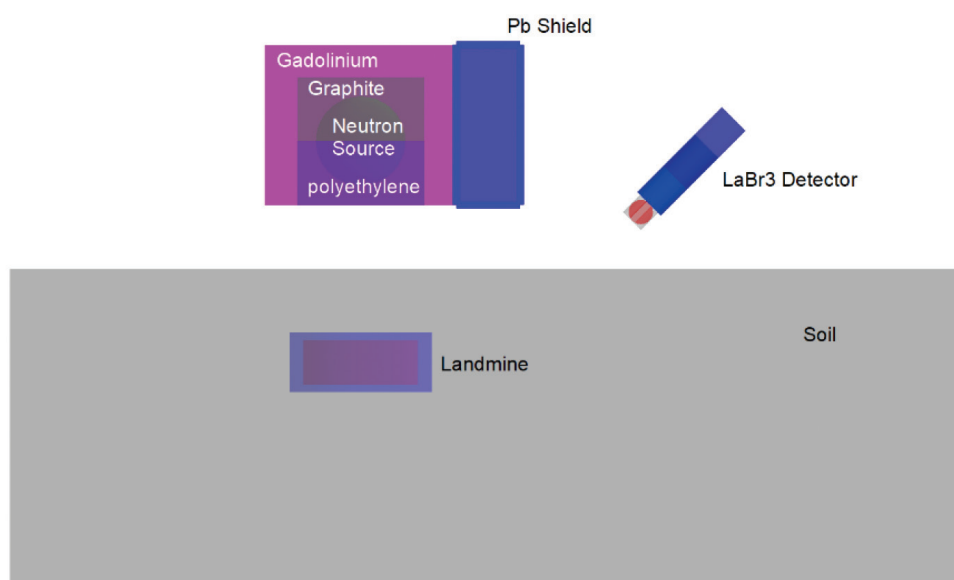 Pb Shield
Gadolinium
Graphite
Neutron
Source
polyethylene
LaBr3 Detector
Soil
Landmine